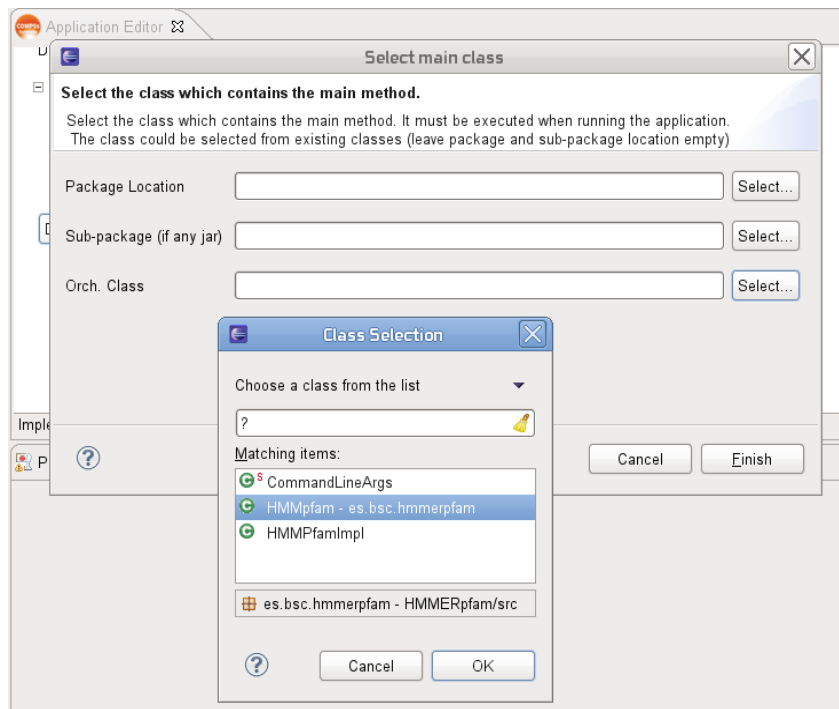 COMPSs Application Editor
Select main class
Select the class which contains the main method.
Select the class which contains the main method. It must be executed when running the application.
The class could be selected from existing classes (leave package and sub-package location empty)
Package Location Select...
Sub-package (if any jar) Select...
Orch. Class Select...
Class Selection
Choose a class from the list
?
Matching items:
S CommandLineArgs
C HMMpfam - es.bsc.hmmerpfam
C HMMPfamImpl
es.bsc.hmmerpfam - HMMERpfam/src
? Cancel OK
Imple
P ? Cancel Finish